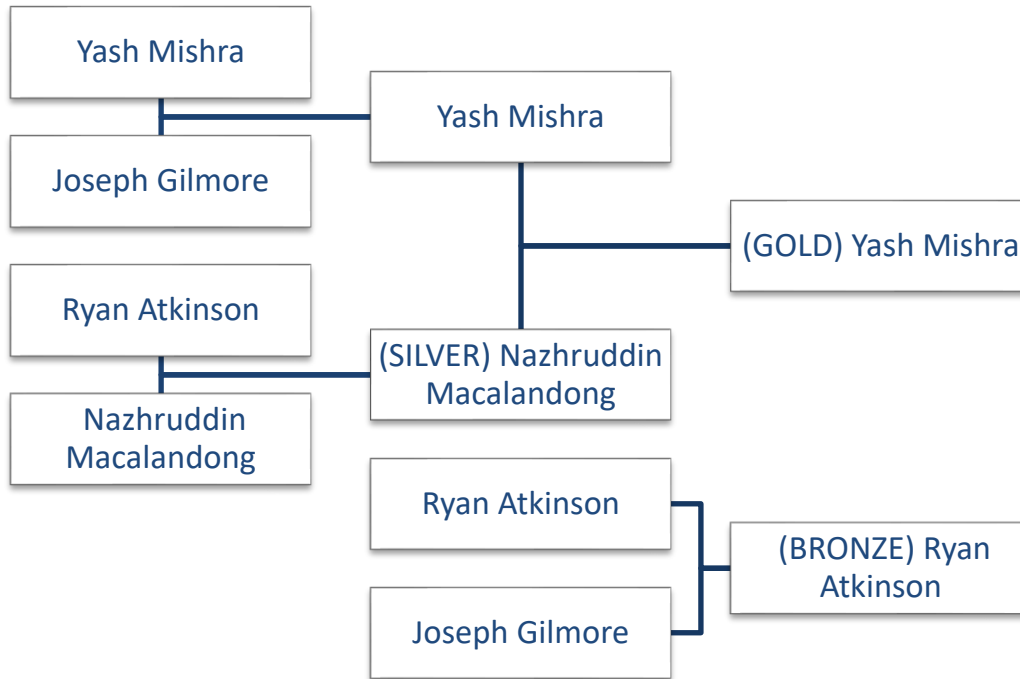 Yash Mishra
Joseph Gilmore
Yash Mishra
(GOLD) Yash Mishra
Ryan Atkinson
Nazhruddin
Macalandong
(SILVER) Nazhruddin
Macalandong
Ryan Atkinson
Joseph Gilmore
(BRONZE) Ryan
Atkinson